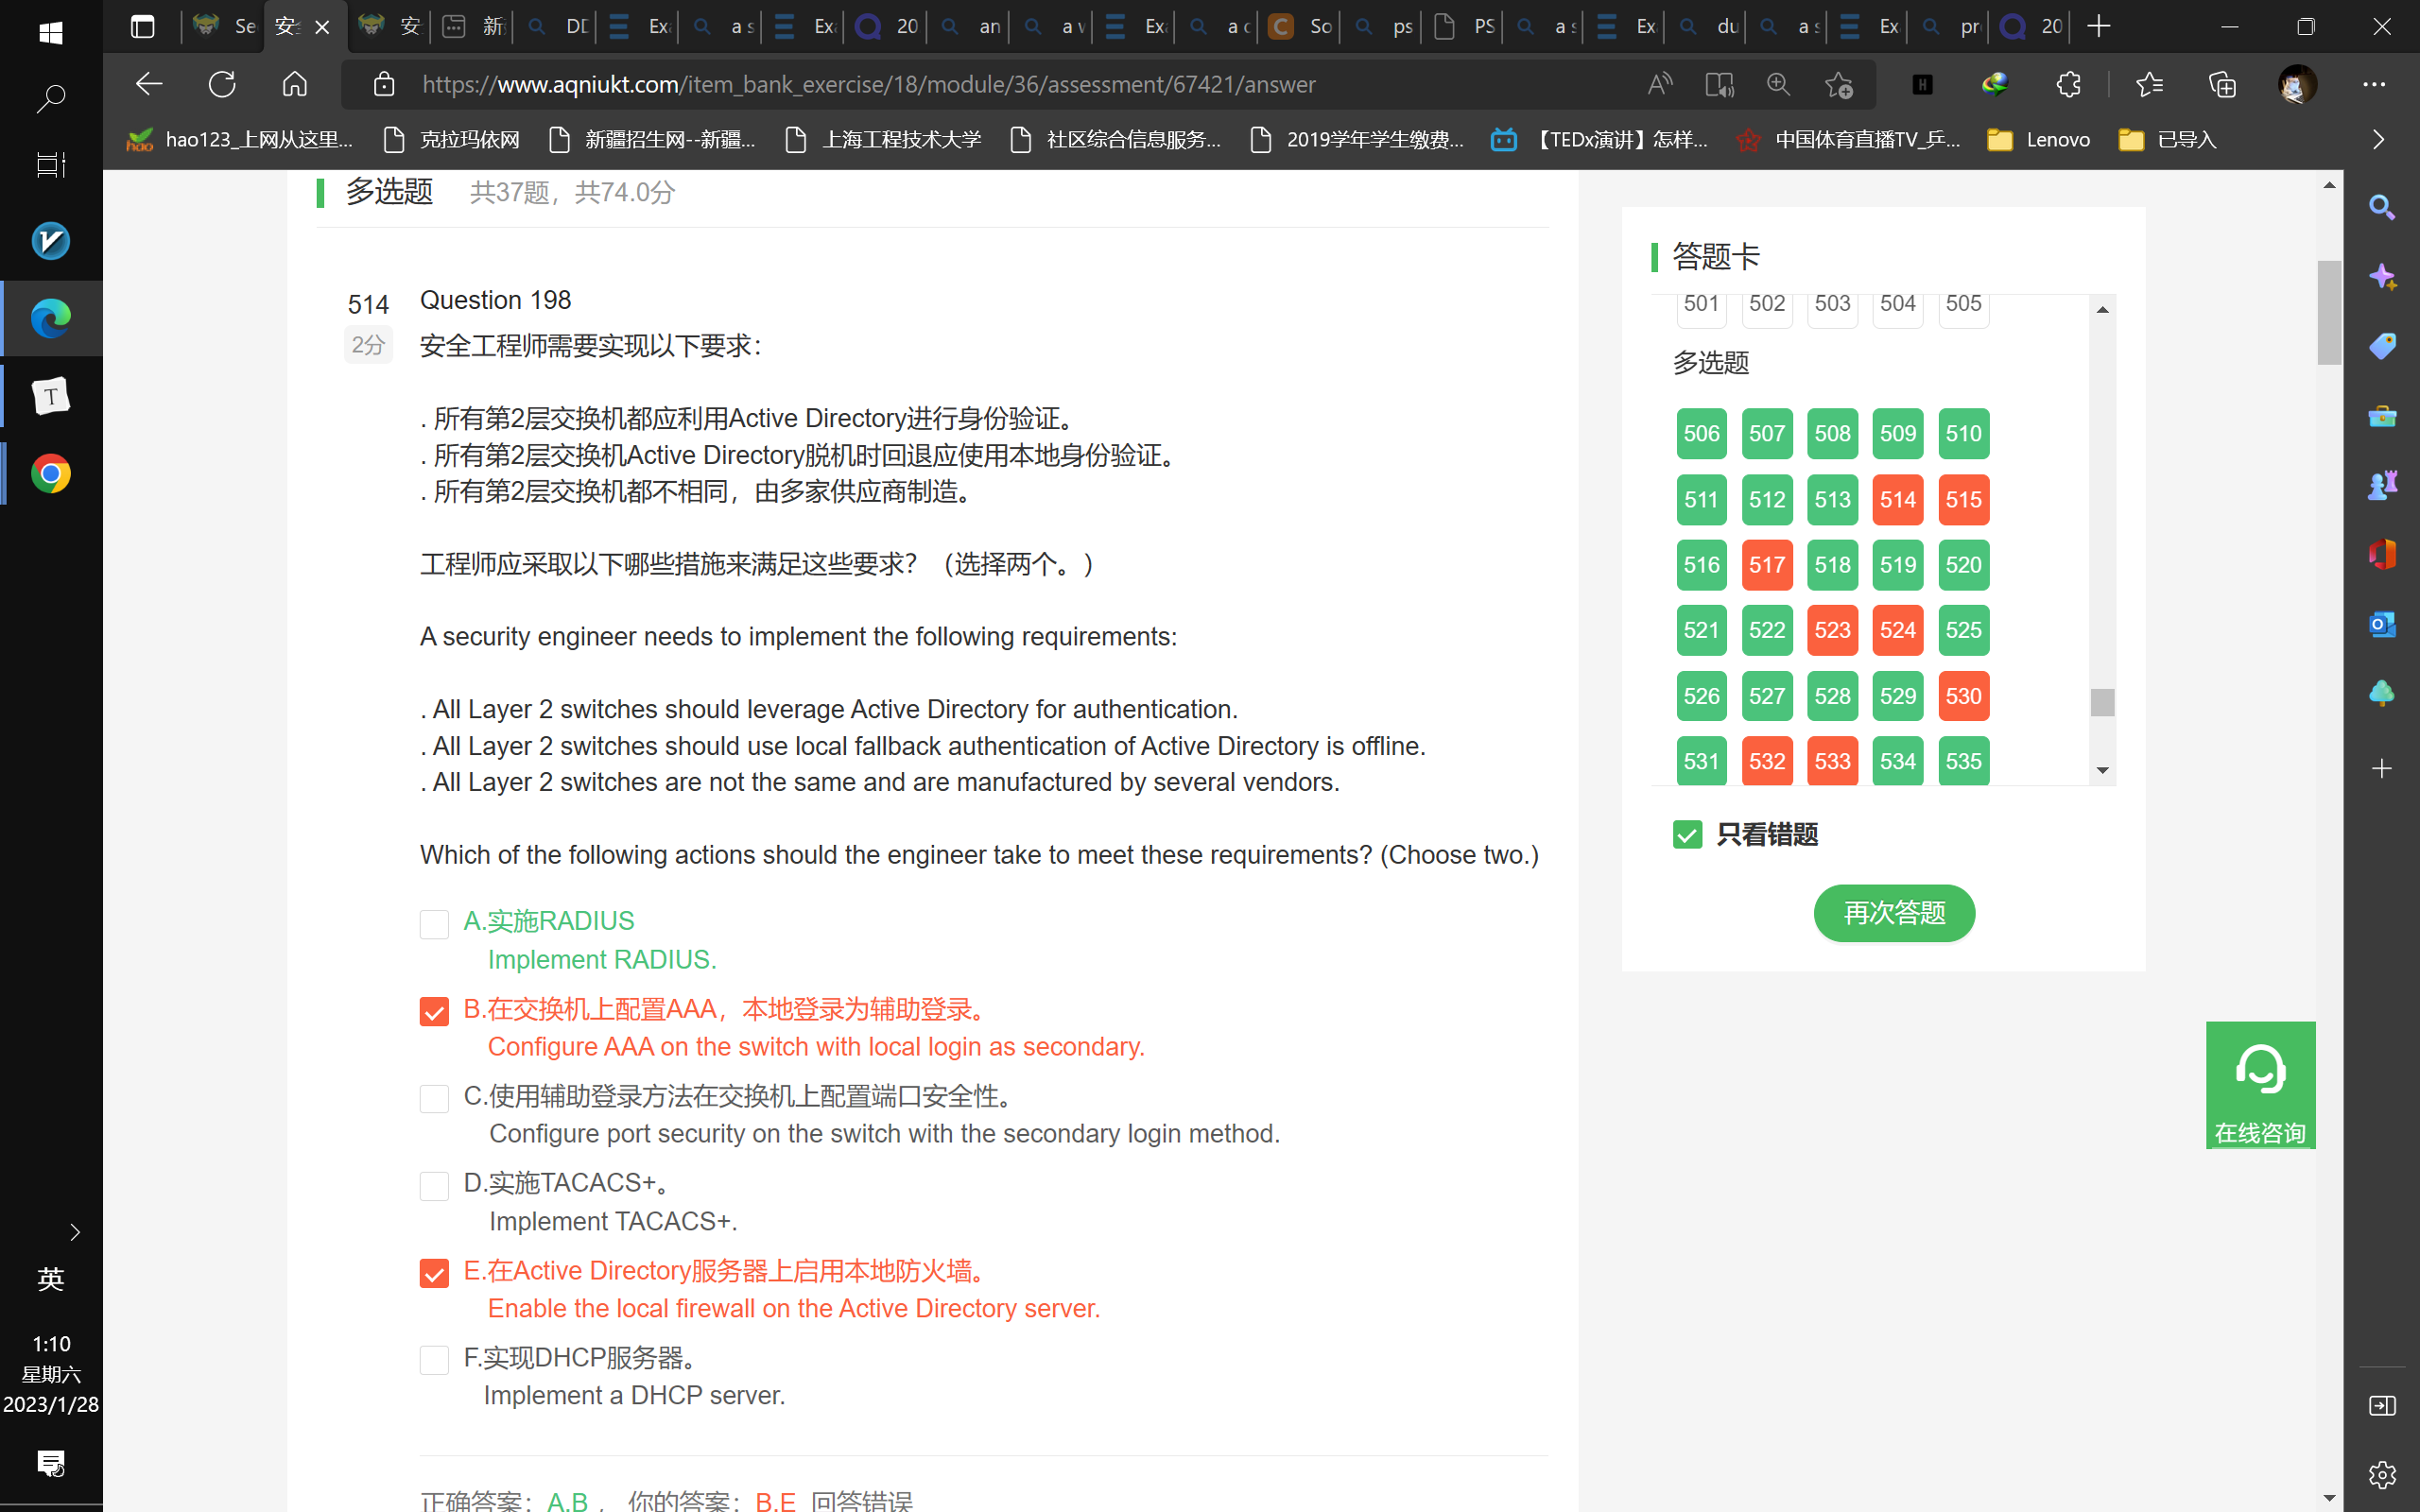 Se
安全
安
新
DD
Exa
a s
Exa
20
an
a w
Exa
a c
So
ps
PS
a s
Exa
du
a s
Exa
pr
20
https://www.aqniukt.com/item_bank_exercise/18/module/36/assessment/67421/answer
hao123_上网从这里...
克拉玛依网
新疆招生网--新疆...
上海工程技术大学
社区综合信息服务...
2019学年学生缴费...
【TEDx演讲】怎样...
中国体育直播TV_乒...
Lenovo
已导入
多选题 共37题，共74.0分
514 Question 198
2分
安全工程师需要实现以下要求：
. 所有第2层交换机都应利用Active Directory进行身份验证。
. 所有第2层交换机Active Directory脱机时回退应使用本地身份验证。
. 所有第2层交换机都不相同，由多家供应商制造。
工程师应采取以下哪些措施来满足这些要求？（选择两个。）
A security engineer needs to implement the following requirements:
. All Layer 2 switches should leverage Active Directory for authentication.
. All Layer 2 switches should use local fallback authentication of Active Directory is offline.
. All Layer 2 switches are not the same and are manufactured by several vendors.
Which of the following actions should the engineer take to meet these requirements? (Choose two.)
A.实施RADIUS
Implement RADIUS.
B.在交换机上配置AAA，本地登录为辅助登录。
Configure AAA on the switch with local login as secondary.
C.使用辅助登录方法在交换机上配置端口安全性。
Configure port security on the switch with the secondary login method.
D.实施TACACS+。
Implement TACACS+.
E.在Active Directory服务器上启用本地防火墙。
Enable the local firewall on the Active Directory server.
F.实现DHCP服务器。
Implement a DHCP server.
正确答案：A,B ， 你的答案：B,E 回答错误
答题卡
501 502 503 504 505
多选题
506 507 508 509 510
511 512 513 514 515
516 517 518 519 520
521 522 523 524 525
526 527 528 529 530
531 532 533 534 535
只看错题
再次答题
在线咨询
英
1:10
星期六
2023/1/28